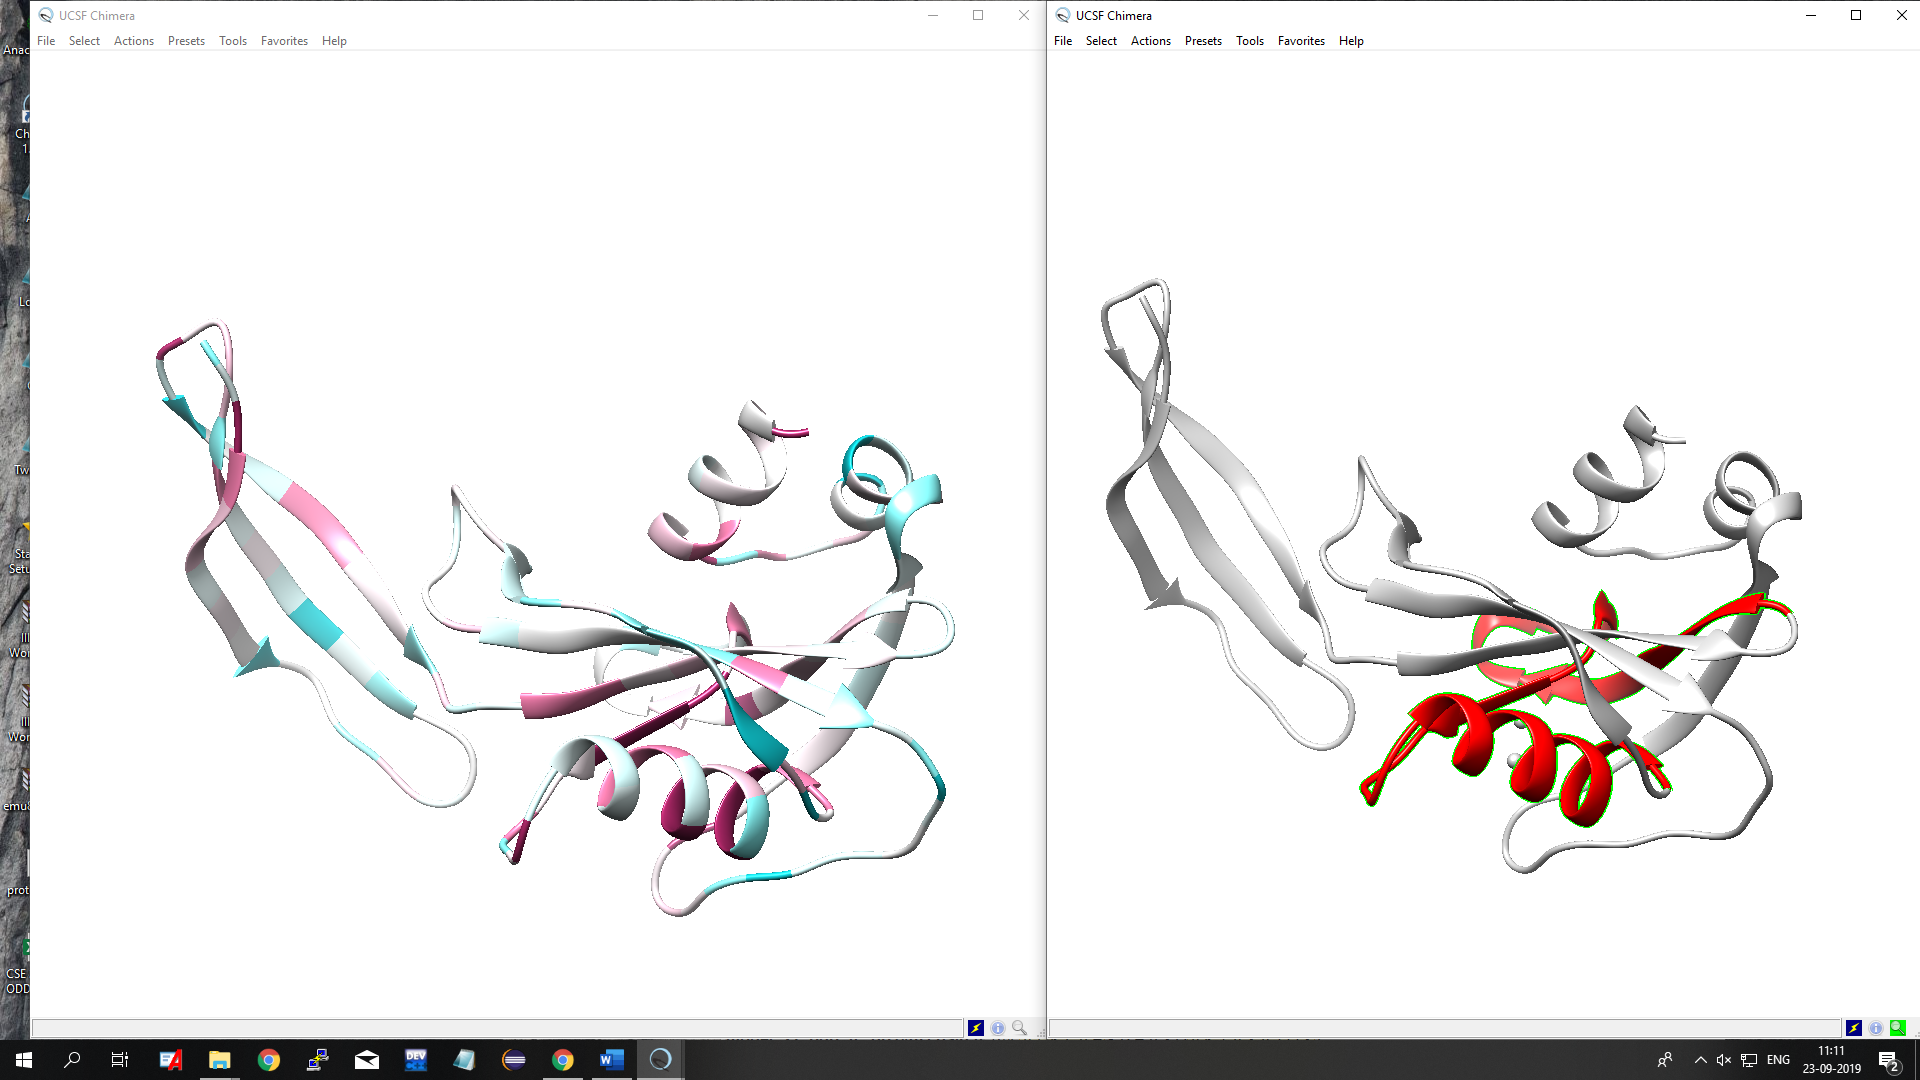 UCSF Chimera
File Select Actions Presets Tools Favorites Help
UCSF Chimera
File Select Actions Presets Tools Favorites Help
Anac
Ch
1.
Lo
Tw
Sta
Setu
Wor
Wor
emu8
prot
CSE
ODD
DEV
W
ENG
11:11
23-09-2019
2